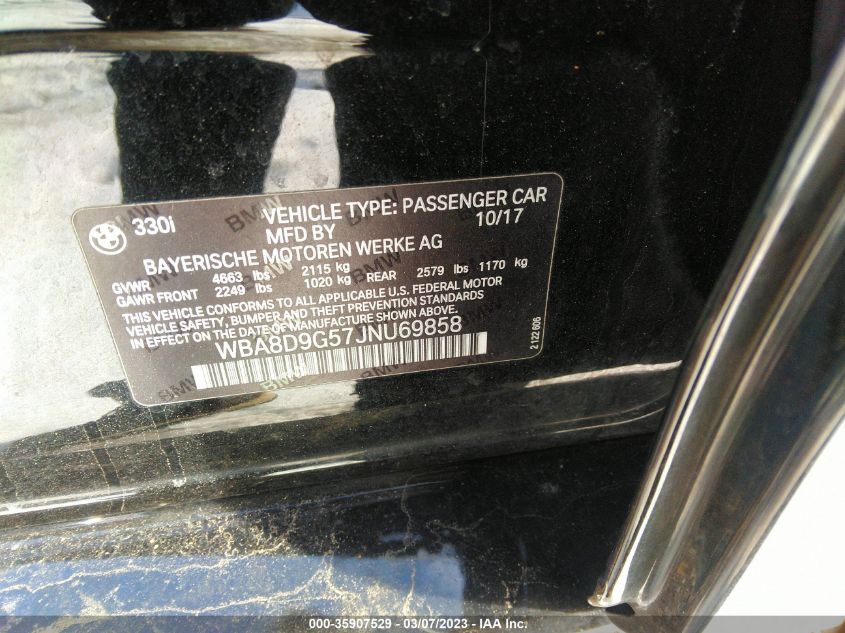 BMW
330i
VEHICLE TYPE: PASSENGER CAR
MFD BY 10/17
BAYERISCHE MOTOREN WERKE AG
GVWR 4663 lbs 2115 kg
GAWR FRONT 2249 lbs 1020 kg REAR 2579 lbs 1170 kg
THIS VEHICLE CONFORMS TO ALL APPLICABLE U.S. FEDERAL MOTOR
VEHICLE SAFETY, BUMPER AND THEFT PREVENTION STANDARDS
IN EFFECT ON THE DATE OF MANUFACTURE SHOWN ABOVE.
WBA8D9G57JNU69858
2 122 606
000-35907529 - 03/07/2023 - © IAA Inc.